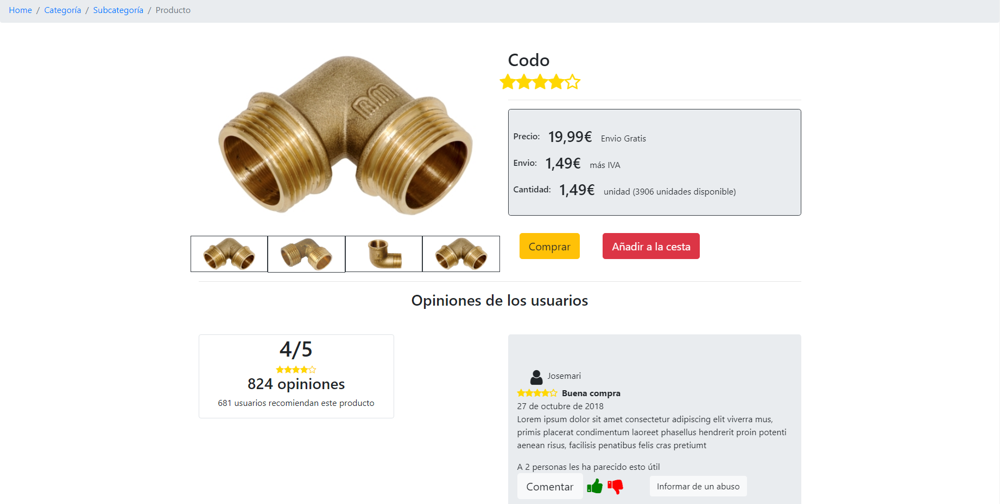 Home / Categoría / Subcategoría / Producto
Codo
Precio: 19,99€ Envio Gratis
Envio: 1,49€ más IVA
Cantidad: 1,49€ unidad (3906 unidades disponible)
Comprar Añadir a la cesta
Opiniones de los usuarios
4/5
824 opiniones
681 usuarios recomiendan este producto
Josemari
Buena compra
27 de octubre de 2018
Lorem ipsum dolor sit amet consectetur adipiscing elit viverra mus,
primis placerat condimentum laoreet phasellus hendrerit proin potenti
aenean risus, facilisis penatibus felis cras pretiumt
A 2 personas les ha parecido esto útil
Comentar Informar de un abuso